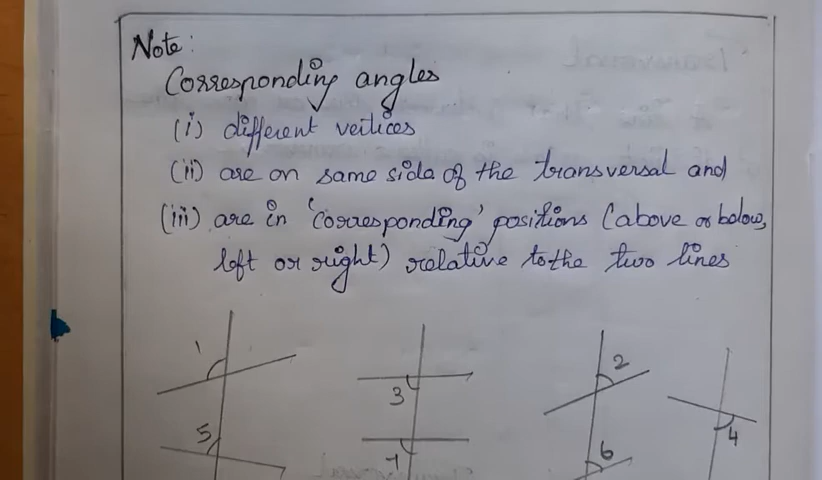 Note:
Corresponding angles
(i) different vertices
(ii) are on same side of the transversal and
(iii) are in 'corresponding' positions (above or below,
left or right) relative to the two lines
1 3 2 4
5 7 6